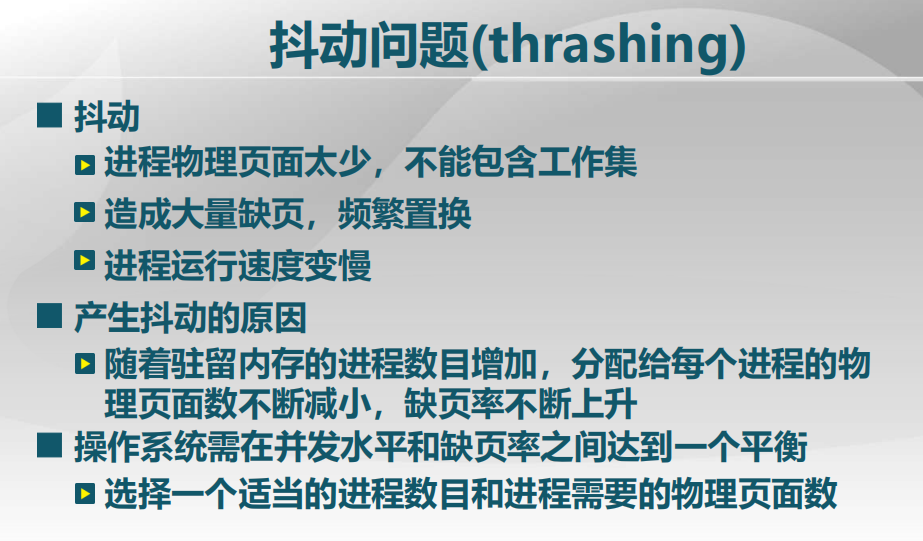 抖动问题(thrashing)
抖动
进程物理页面太少，不能包含工作集
造成大量缺页，频繁置换
进程运行速度变慢
产生抖动的原因
随着驻留内存的进程数目增加，分配给每个进程的物
理页面数不断减小，缺页率不断上升
操作系统需在并发水平和缺页率之间达到一个平衡
选择一个适当的进程数目和进程需要的物理页面数